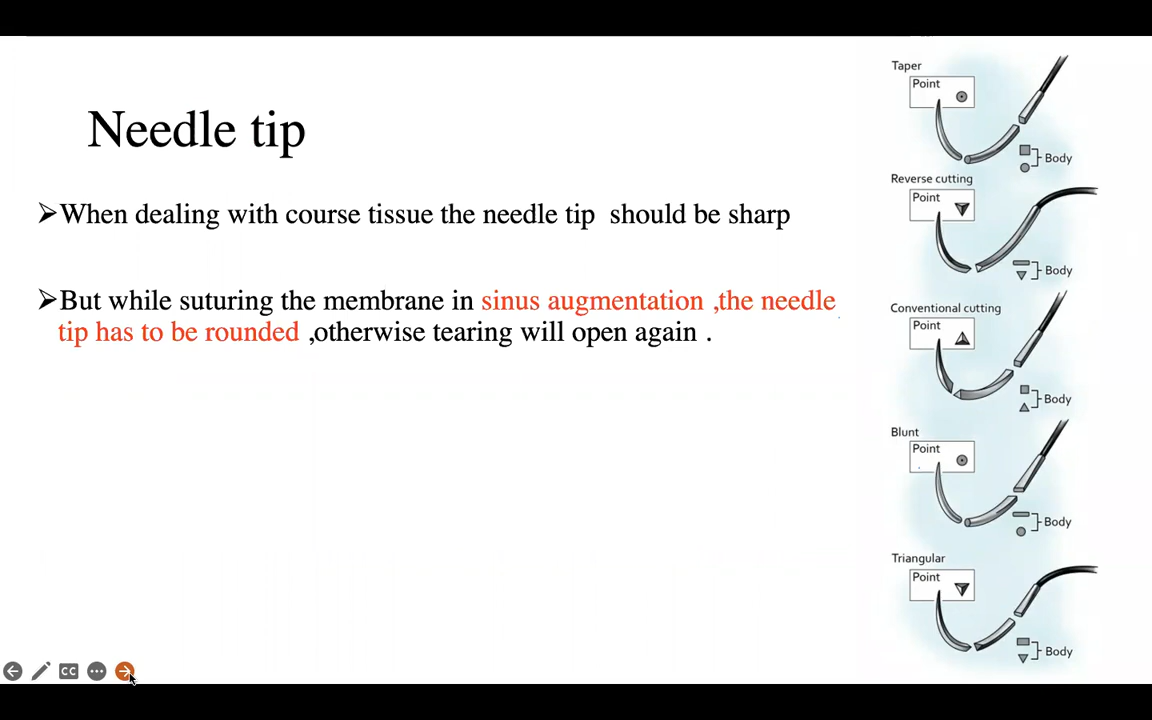 Needle tip
➢When dealing with course tissue the needle tip  should be sharp
➢But while suturing the membrane in sinus augmentation ,the needle
tip has to be rounded ,otherwise tearing will open again .
Taper
Point
Body
Reverse cutting
Point
Body
Conventional cutting
Point
Body
Blunt
Point
Body
Triangular
Point
Body
CC